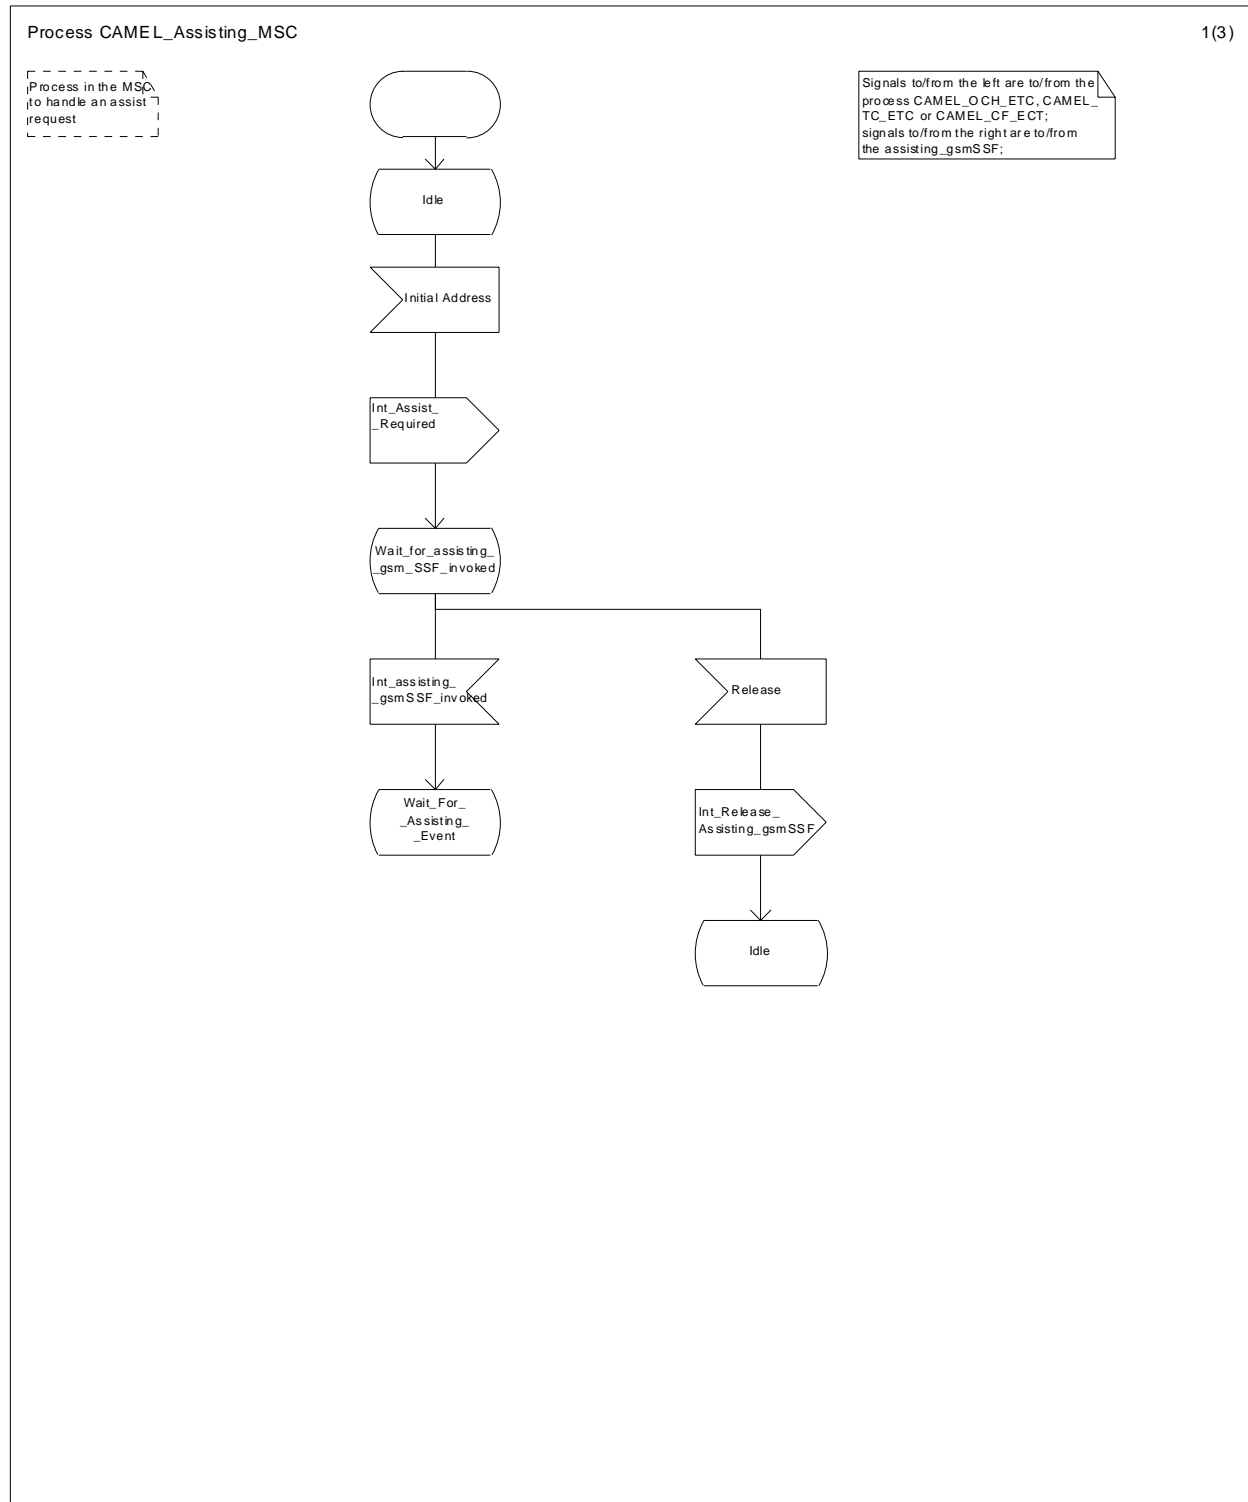 Process CAMEL_Assisting_MSC
1(3)
Process in the MSC
to handle an assist
request
Signals to/from the left are to/from the
process CAMEL_OCH_ETC, CAMEL_
TC_ETC or CAMEL_CF_ECT;
signals to/from the right are to/from
the assisting_gsmSSF;
Idle
Initial Address
Int_Assist_
_Required
Wait_for_assisting_
_gsm_SSF_invoked
Int_assisting_
_gsmSSF_invoked
Release
Wait_For_
_Assisting_
_Event
Int_Release_
Assisting_gsmSSF
Idle